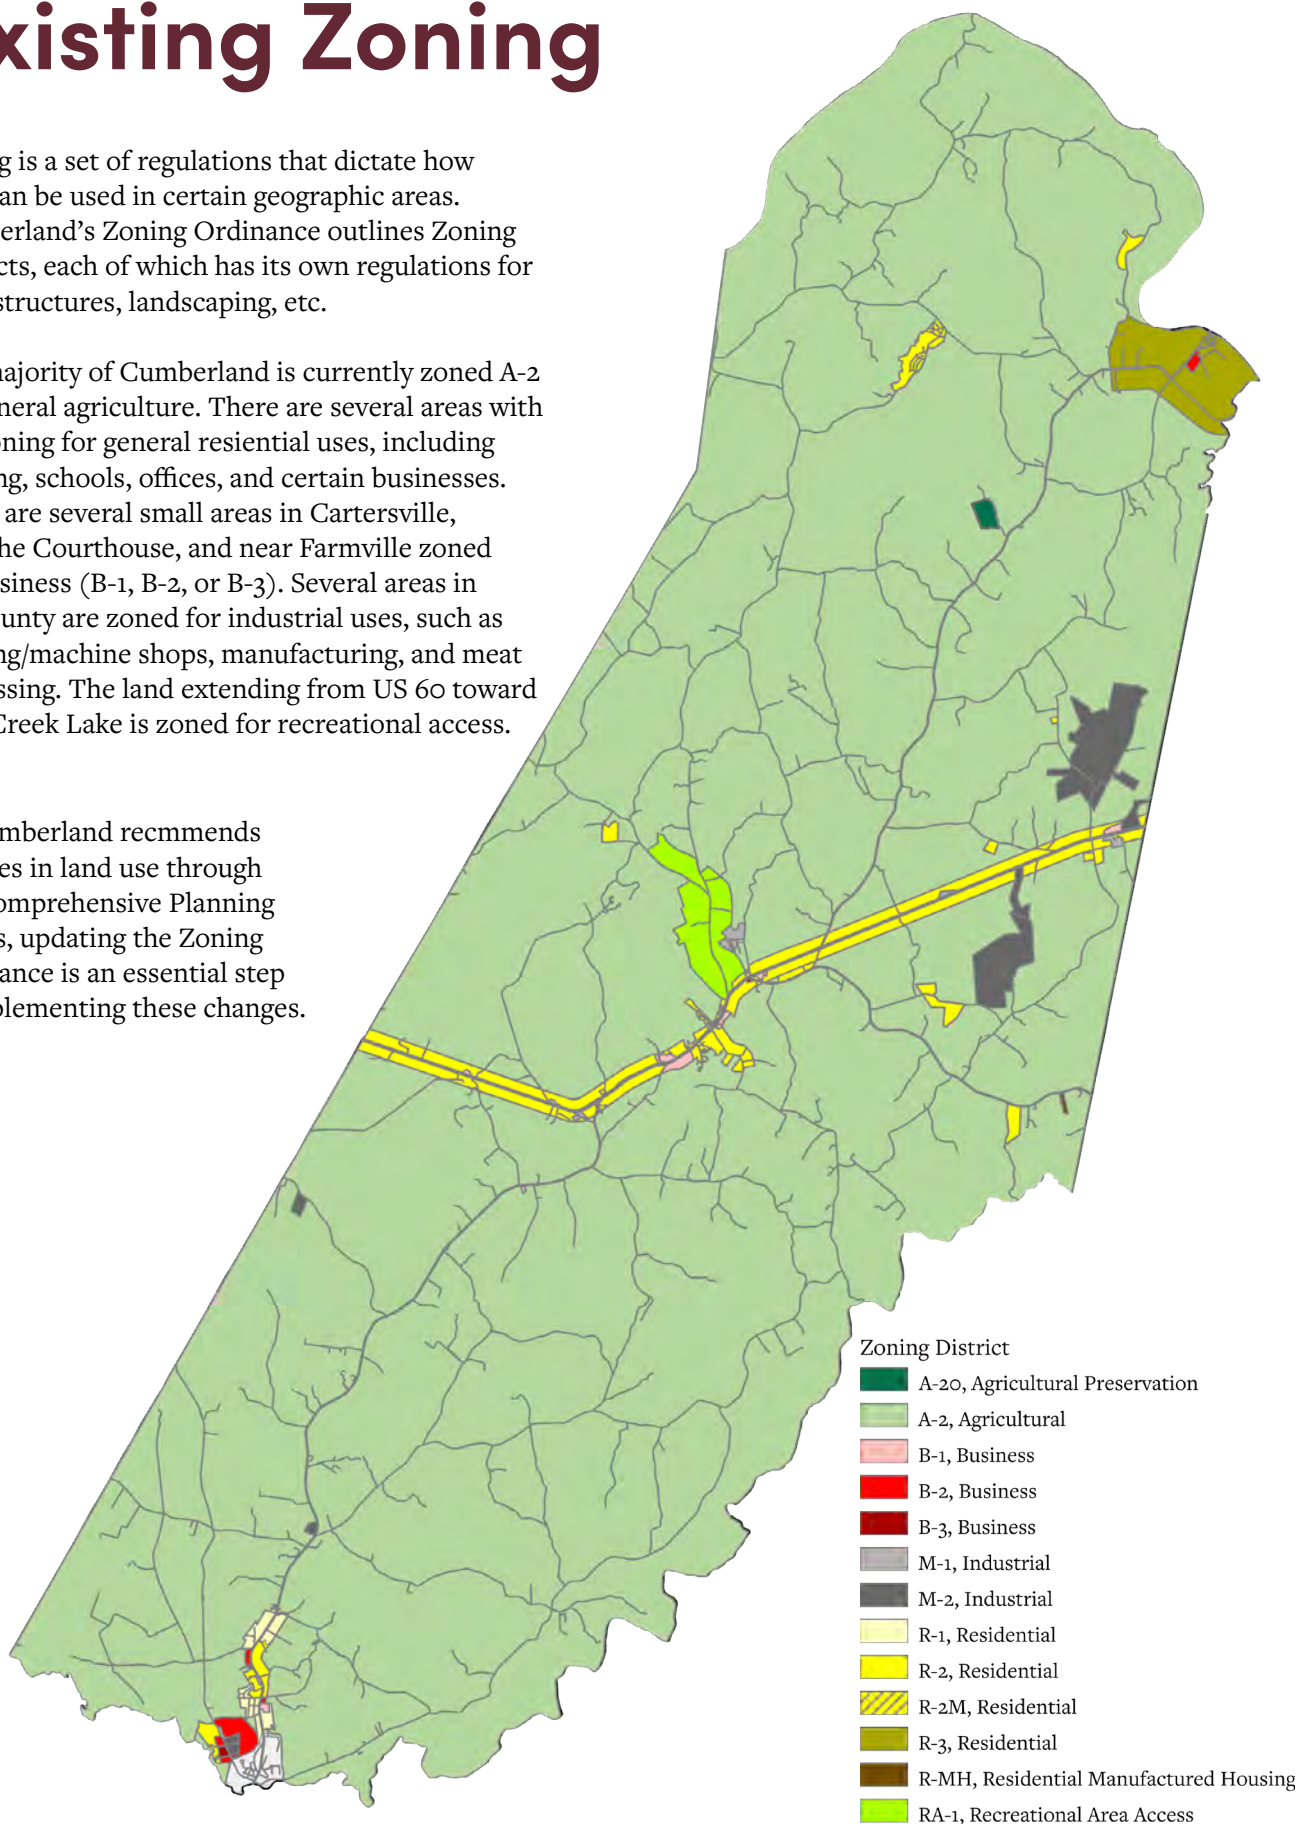 xisting Zoning
g is a set of regulations that dictate how
an be used in certain geographic areas.
erland’s Zoning Ordinance outlines Zoning
cts, each of which has its own regulations for
structures, landscaping, etc.
najority of Cumberland is currently zoned A-2
neral agriculture. There are several areas with
oning for general resiential uses, including
ng, schools, offices, and certain businesses.
are several small areas in Cartersville,
he Courthouse, and near Farmville zoned
siness (B-1, B-2, or B-3). Several areas in
unty are zoned for industrial uses, such as
ng/machine shops, manufacturing, and meat
ssing. The land extending from US 60 toward
Creek Lake is zoned for recreational access.
mberland recmmends
es in land use through
omprehensive Planning
s, updating the Zoning
ance is an essential step
plementing these changes.
Zoning District
A-20, Agricultural Preservation
A-2, Agricultural
B-1, Business
B-2, Business
B-3, Business
M-1, Industrial
M-2, Industrial
R-1, Residential
R-2, Residential
R-2M, Residential
R-3, Residential
R-MH, Residential Manufactured Housing
RA-1, Recreational Area Access